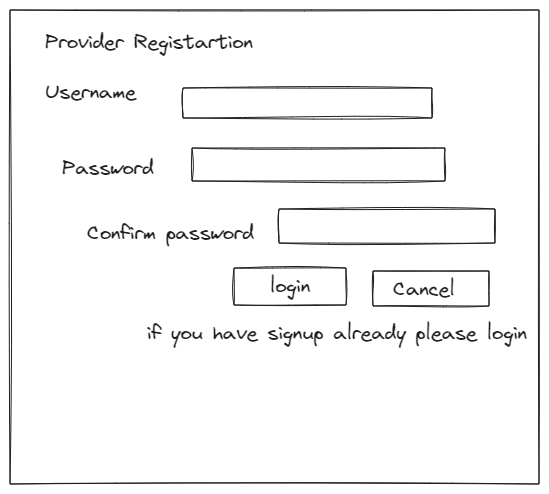 Provider Registartion
Username
Password
Confirm password
login Cancel
if you have signup already please login